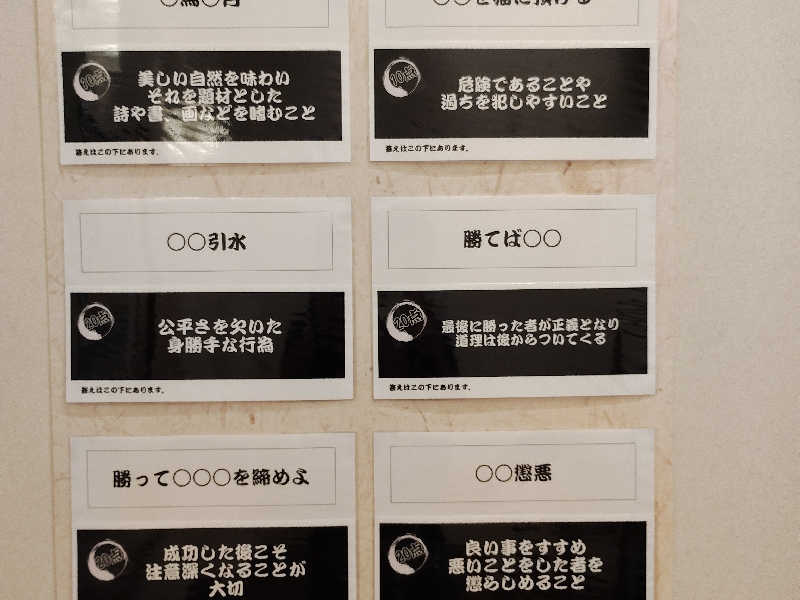 美しい自然を味わい
それを題材とした
詩や書、画などを嗜むこと
10点
答えはこの下にあります。
○○を猫に預ける
危険であることや
過ちを犯しやすいこと
10点
答えはこの下にあります。
○○引水
公平さを欠いた
身勝手な行為
20点
答えはこの下にあります。
勝てば○○
最後に勝った者が正義となり
道理は後からついてくる
20点
答えはこの下にあります。
勝って○○○を締めよ
成功した後こそ
注意深くなることが
大切
20点
○○懲悪
良い事をすすめ
悪いことをした者を
懲らしめること
20点